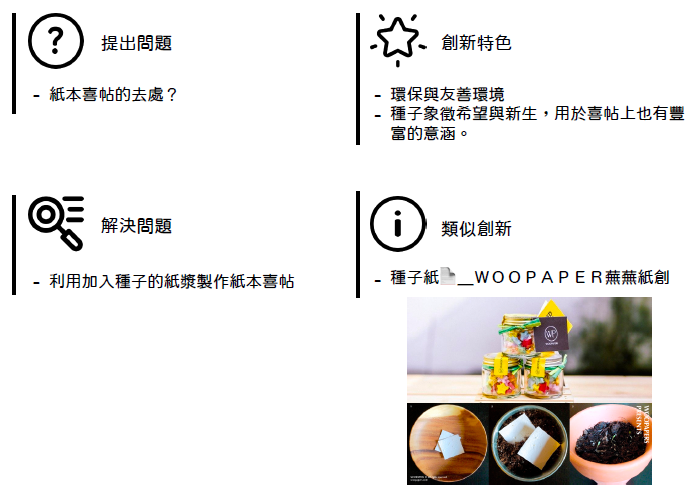 提出問題
- 紙本喜帖的去處？
創新特色
- 環保與友善環境
- 種子象徵希望與新生，用於喜帖上也有豐
富的意涵。
解決問題
- 利用加入種子的紙漿製作紙本喜帖
類似創新
- 種子紙📄__ＷＯＯＰＡＰＥＲ蕪蕪紙創
WP
WOOPAPERS
PRESENTS